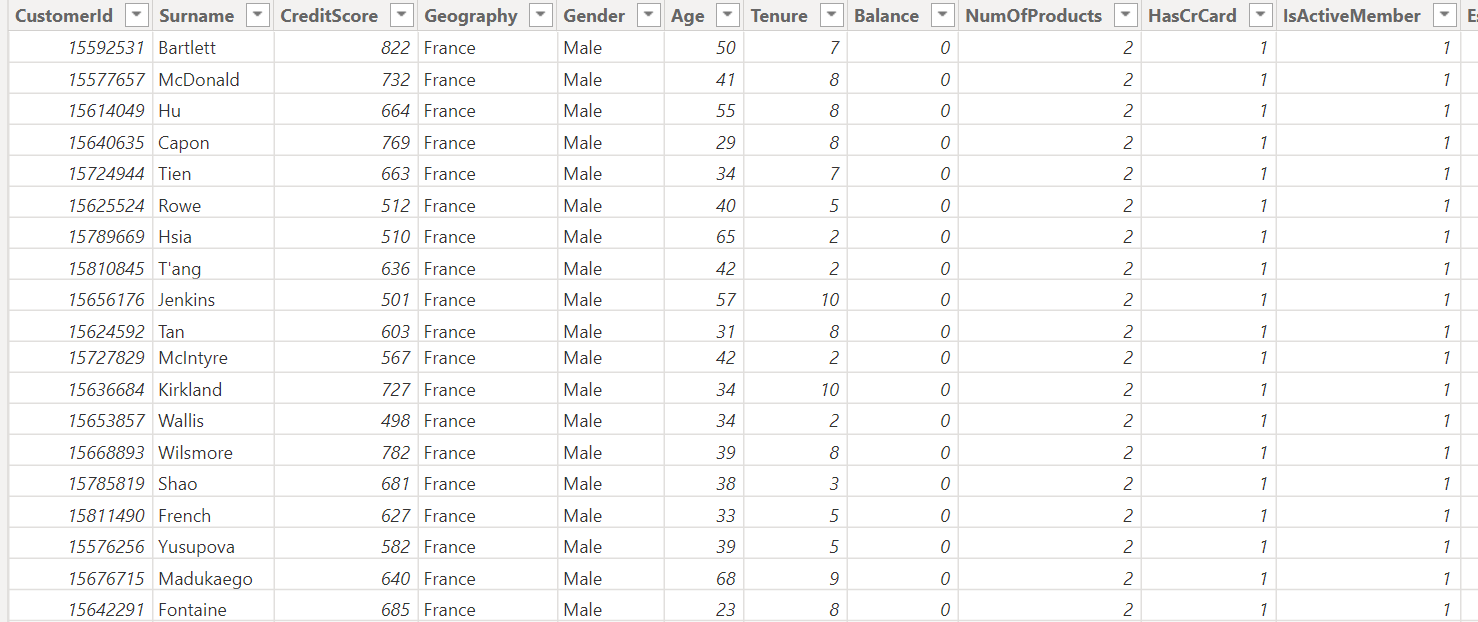 CustomerId Surname CreditScore Geography Gender Age Tenure Balance NumOfProducts HasCrCard IsActiveMember
15592531 Bartlett 822 France Male 50 7 0 2 1 1
15577657 McDonald 732 France Male 41 8 0 2 1 1
15614049 Hu 664 France Male 55 8 0 2 1 1
15640635 Capon 769 France Male 29 8 0 2 1 1
15724944 Tien 663 France Male 34 7 0 2 1 1
15625524 Rowe 512 France Male 40 5 0 2 1 1
15789669 Hsia 510 France Male 65 2 0 2 1 1
15810845 T'ang 636 France Male 42 2 0 2 1 1
15656176 Jenkins 501 France Male 57 10 0 2 1 1
15624592 Tan 603 France Male 31 8 0 2 1 1
15727829 McIntyre 567 France Male 42 2 0 2 1 1
15636684 Kirkland 727 France Male 34 10 0 2 1 1
15653857 Wallis 498 France Male 34 2 0 2 1 1
15668893 Wilsmore 782 France Male 39 8 0 2 1 1
15785819 Shao 681 France Male 38 3 0 2 1 1
15811490 French 627 France Male 33 5 0 2 1 1
15576256 Yusupova 582 France Male 39 5 0 2 1 1
15676715 Madukaego 640 France Male 68 9 0 2 1 1
15642291 Fontaine 685 France Male 23 8 0 2 1 1